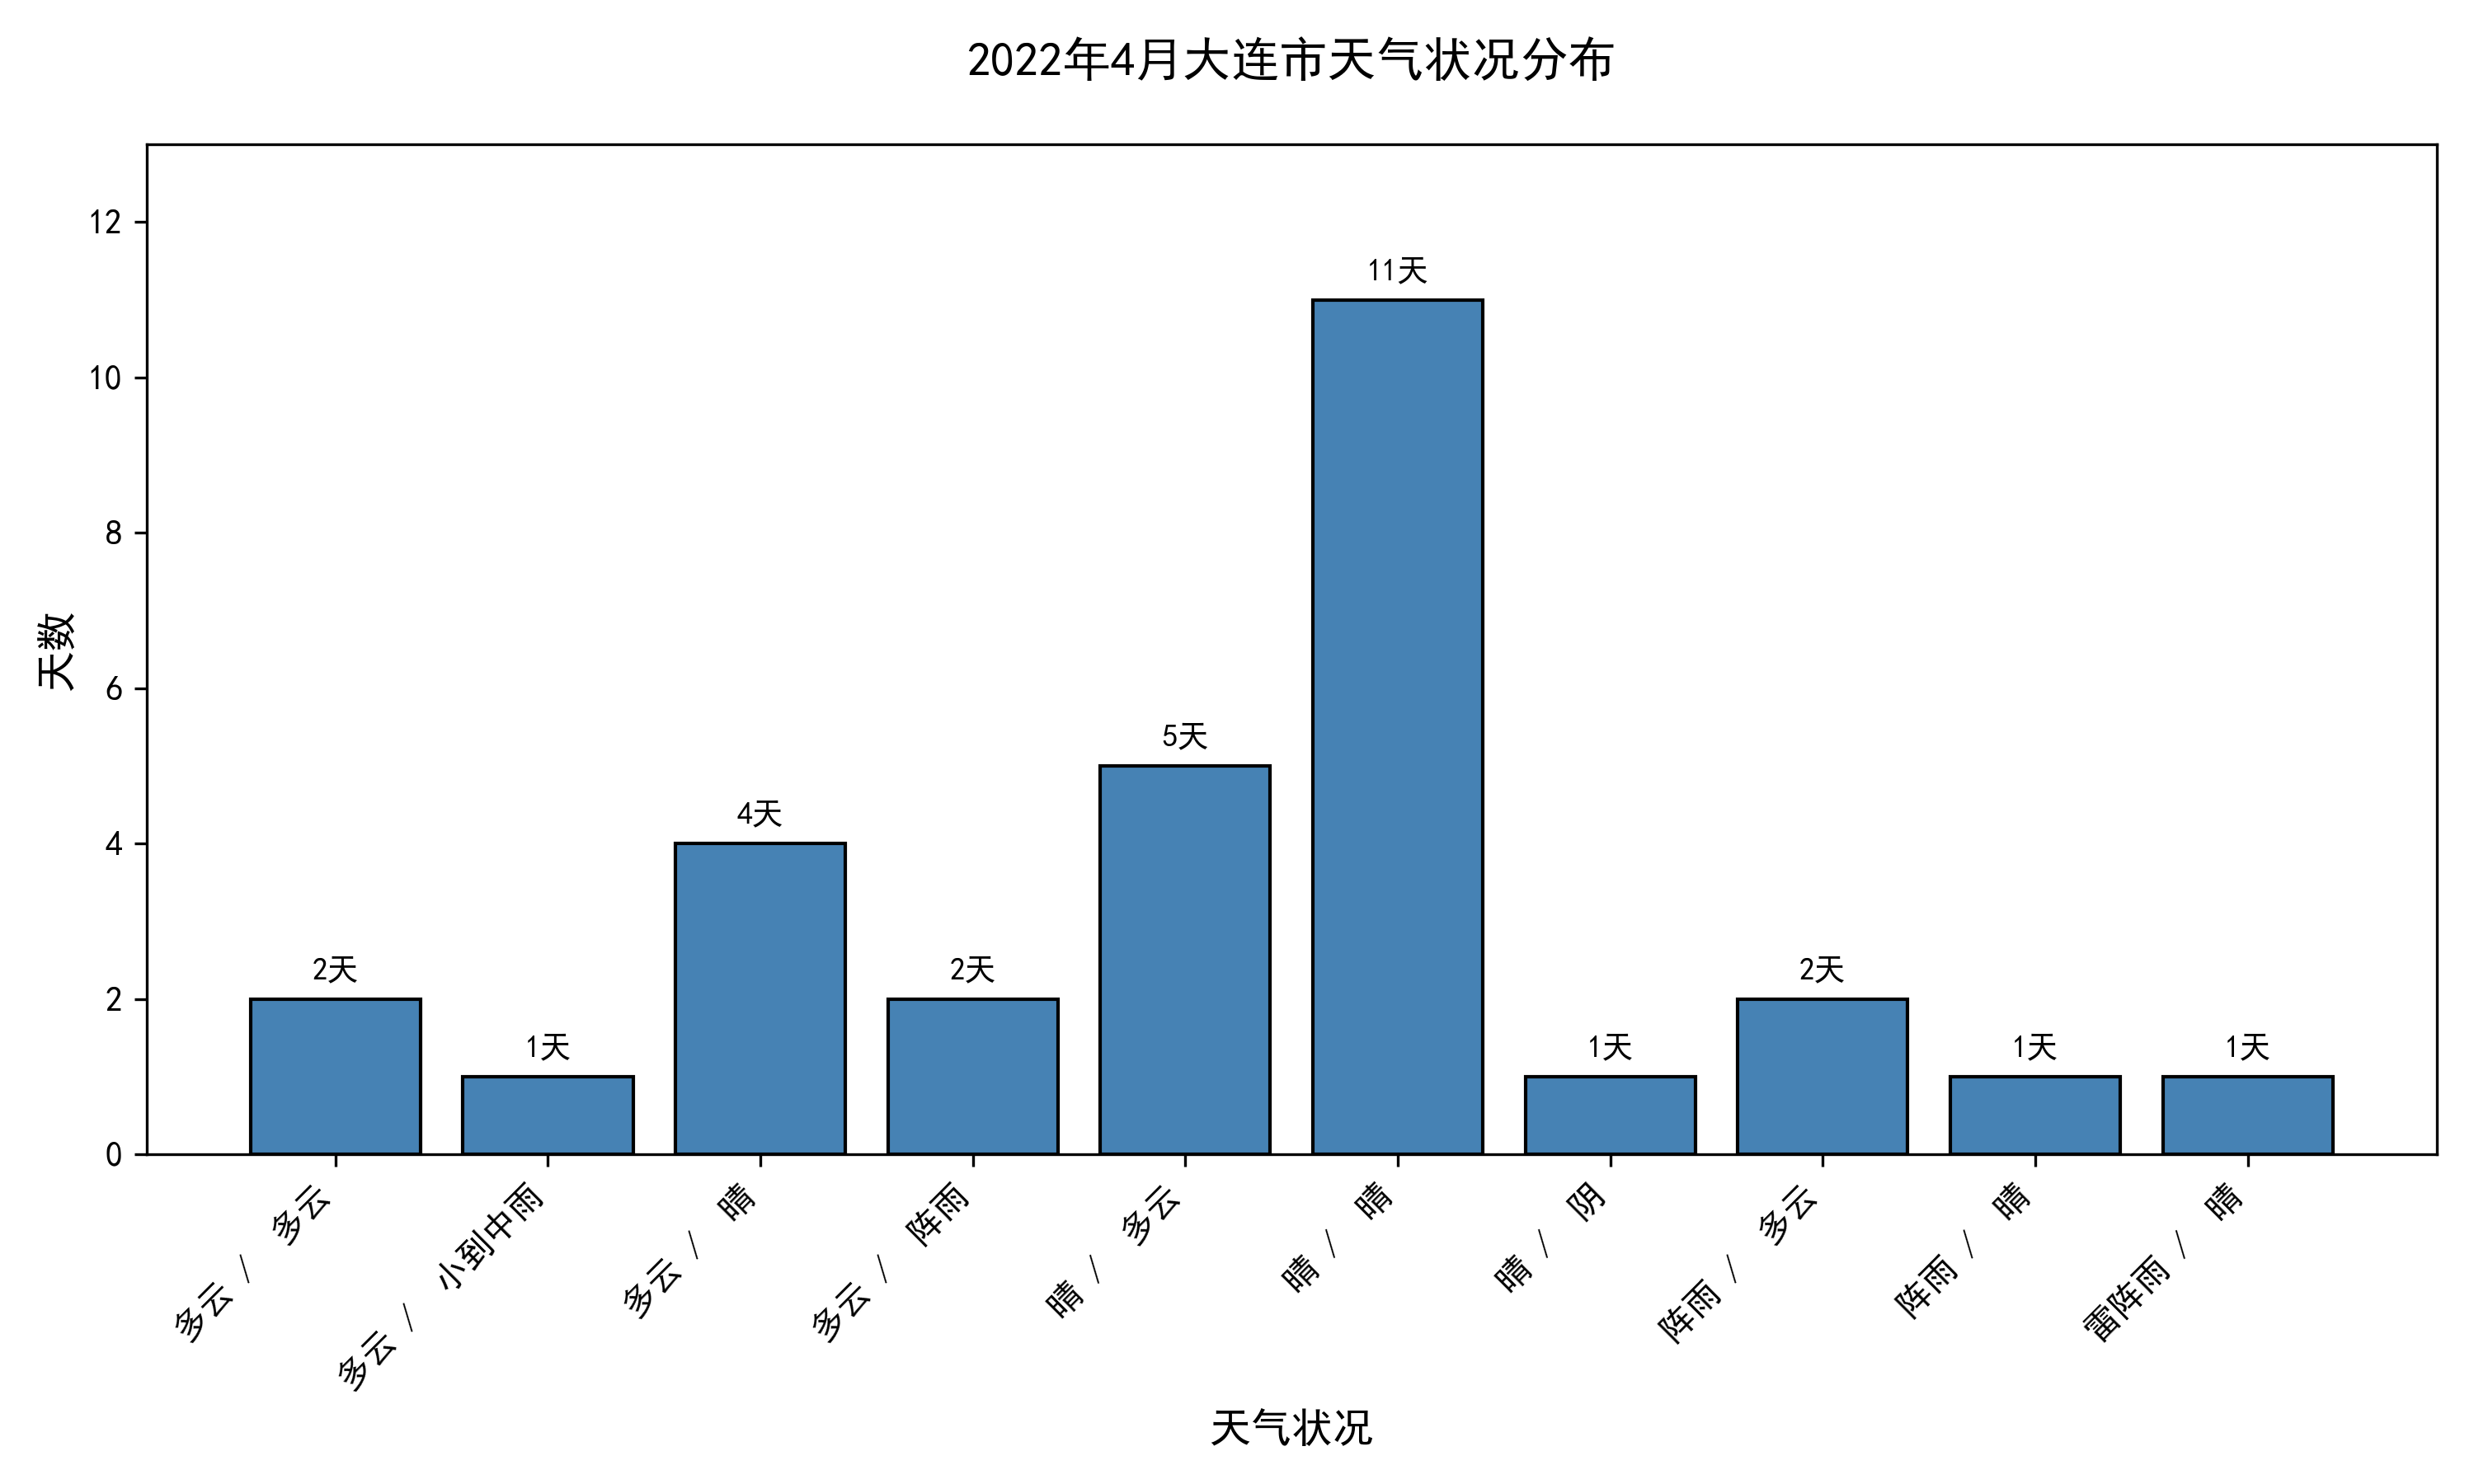 2022年4月大连市天气状况分布
天数
12
10
8
6
4
2
0
2天
1天
4天
2天
5天
11天
1天
2天
1天
1天
多云 / 多云
多云 / 小到中雨
多云 / 晴
多云 / 阵雨
晴 / 多云
晴 / 晴
晴 / 阴
阵雨 / 多云
阵雨 / 晴
雷阵雨 / 晴
天气状况